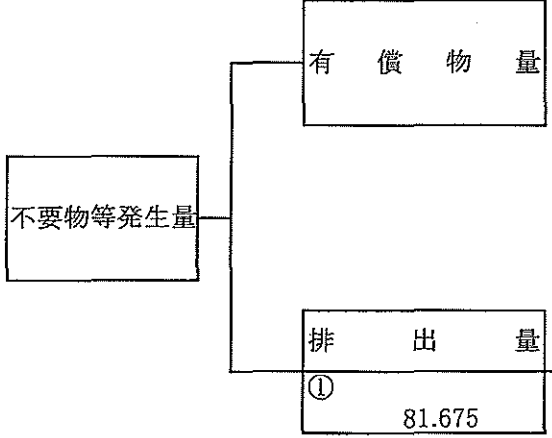 有償物量
不要物等発生量
排出量
①
81.675